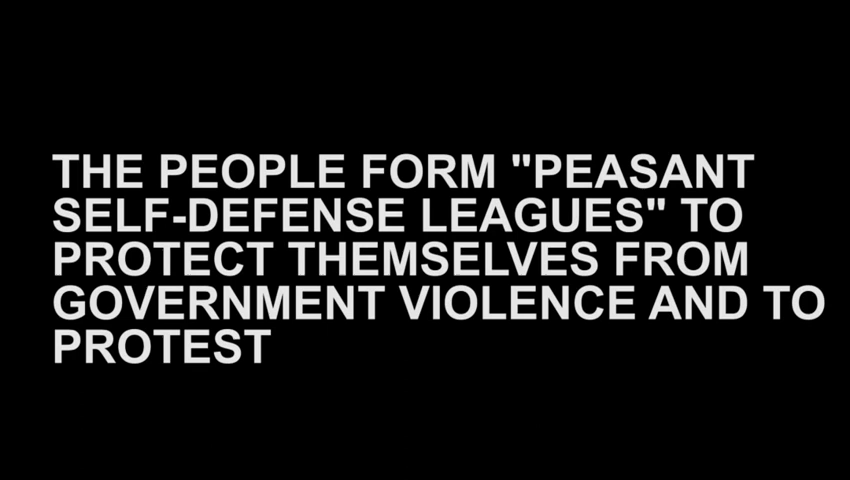 THE PEOPLE FORM "PEASANT
SELF-DEFENSE LEAGUES" TO
PROTECT THEMSELVES FROM
GOVERNMENT VIOLENCE AND TO
PROTEST